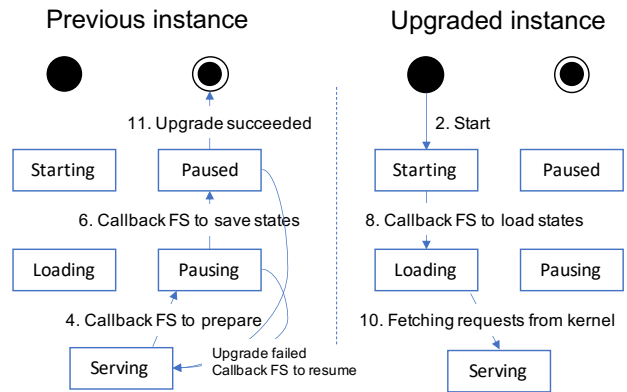 Previous instance
Upgraded instance
11. Upgrade succeeded
2. Start
Starting
Paused
Starting
Paused
6. Callback FS to save states
8. Callback FS to load states
Loading
Pausing
Loading
Pausing
4. Callback FS to prepare
10. Fetching requests from kernel
Serving
Upgrade failed
Callback FS to resume
Serving